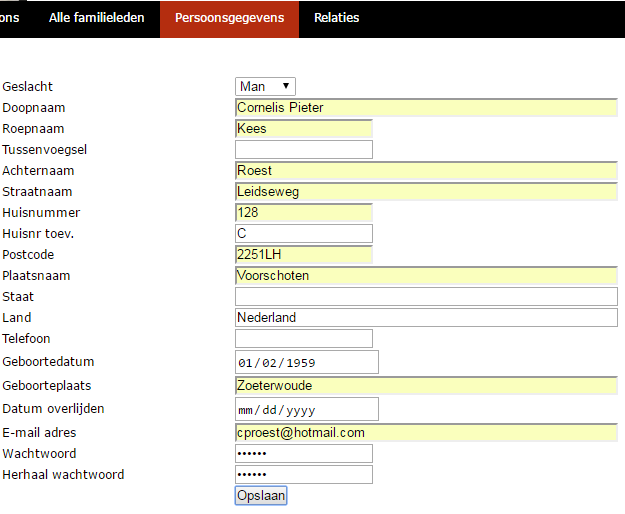 ons Alle familieleden Persoonsgegevens Relaties
Geslacht Man
Doopnaam Cornelis Pieter
Roepnaam Kees
Tussenvoegsel
Achternaam Roest
Straatnaam Leidseweg
Huisnummer 128
Huisnr toev. C
Postcode 2251LH
Plaatsnaam Voorschoten
Staat
Land Nederland
Telefoon
Geboortedatum 01/02/1959
Geboorteplaats Zoeterwoude
Datum overlijden mm/dd/yyyy
E-mail adres cproest@hotmail.com
Wachtwoord ••••••
Herhaal wachtwoord ••••••
Opslaan